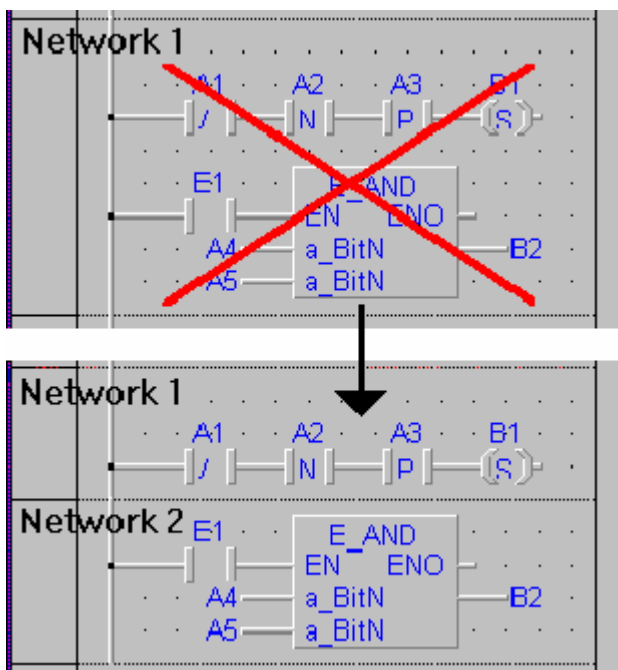 Network 1
A1 A2 A3 B1
/ N P S
E1 E_AND
EN ENO
A4 a_BitN B2
A5 a_BitN
Network 1
A1 A2 A3 B1
/ N P S
Network 2
E1 E_AND
EN ENO
A4 a_BitN B2
A5 a_BitN